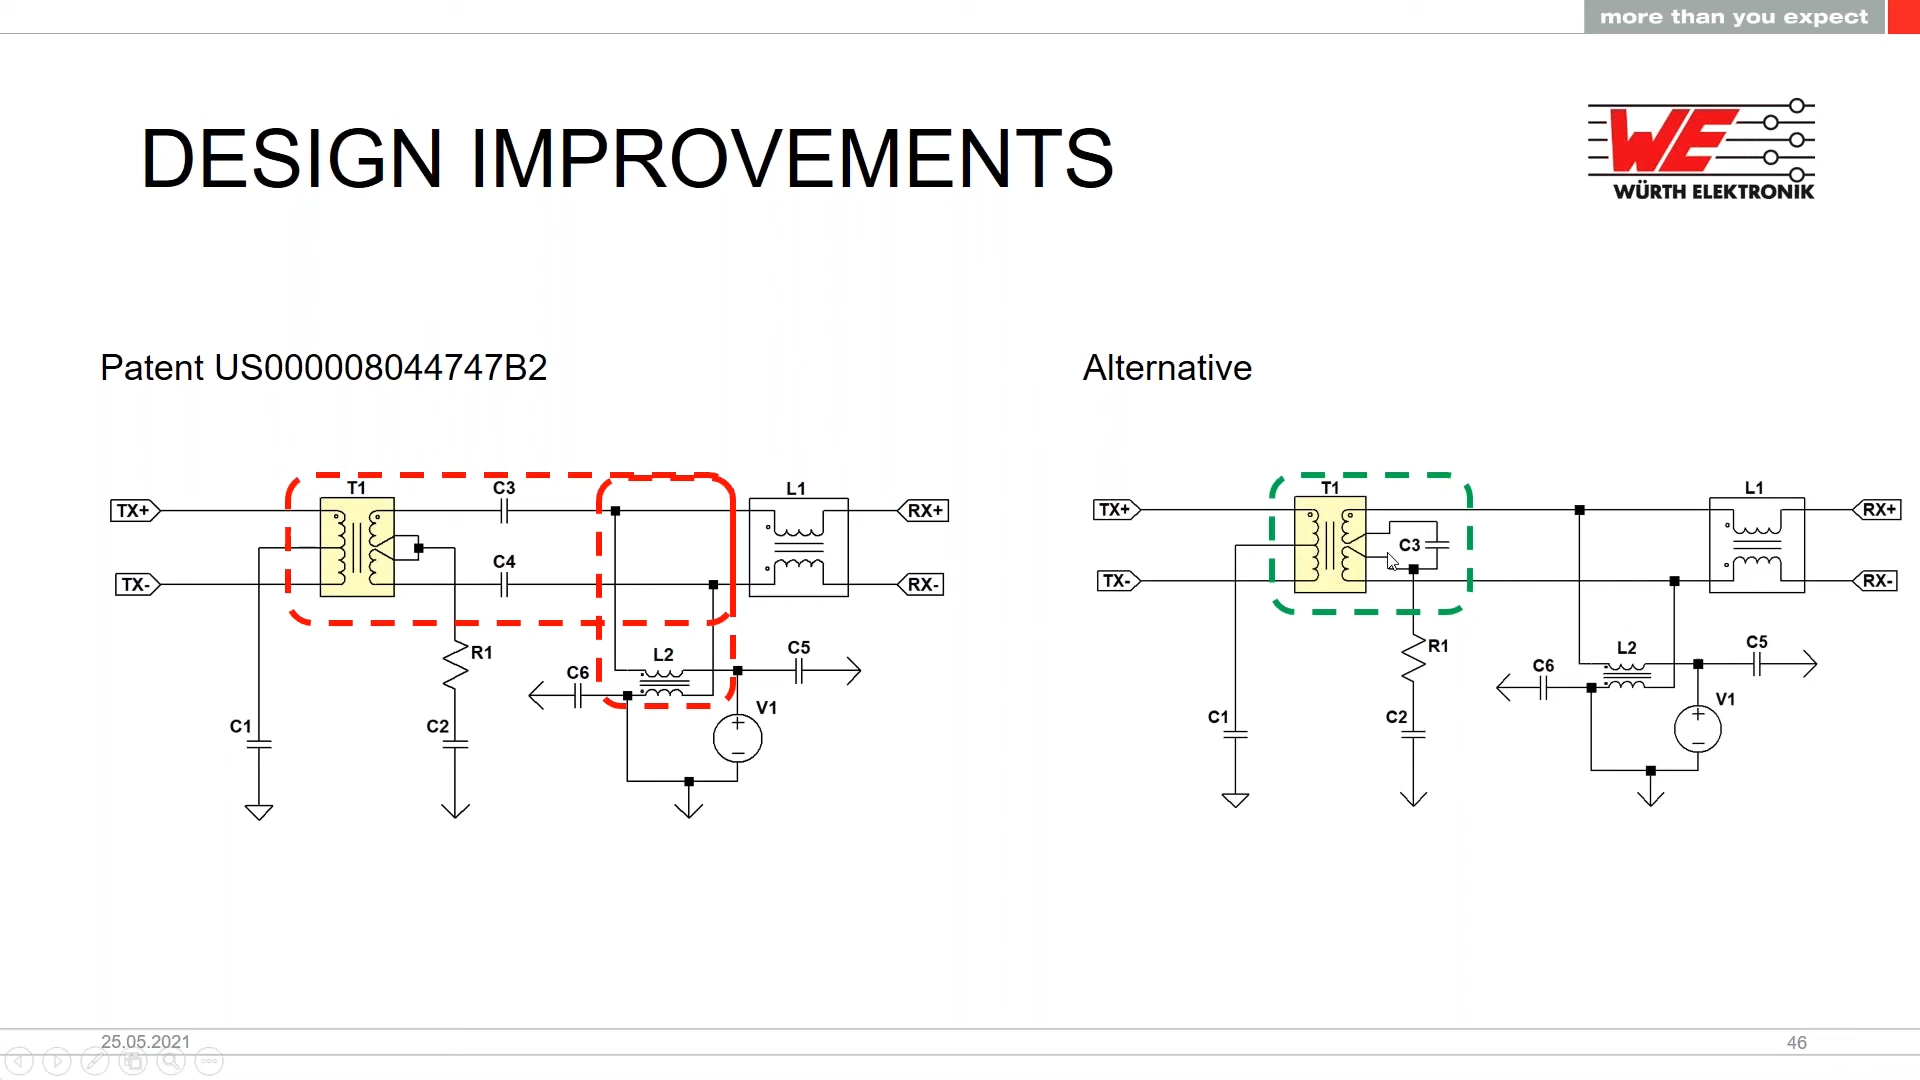 more than you expect
DESIGN IMPROVEMENTS
WE
WÜRTH ELEKTRONIK
Patent US000008044747B2
Alternative
T1
C3
L1
TX+
RX+
C4
TX-
RX-
R1
L2
C5
C6
V1
C1
C2
T1
L1
TX+
RX+
C3
TX-
RX-
R1
L2
C5
C6
V1
C1
C2
25.05.2021
46